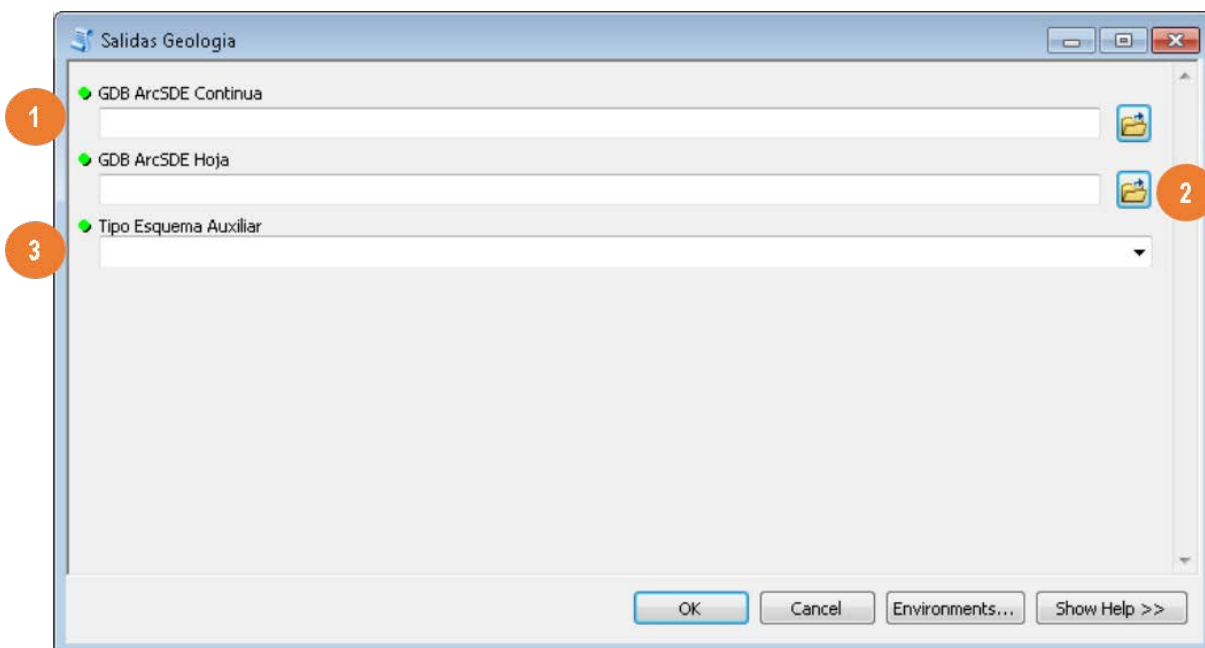 Salidas Geologia
GDB ArcSDE Continua
1
GDB ArcSDE Hoja
2
Tipo Esquema Auxiliar
3
OK
Cancel
Environments...
Show Help >>